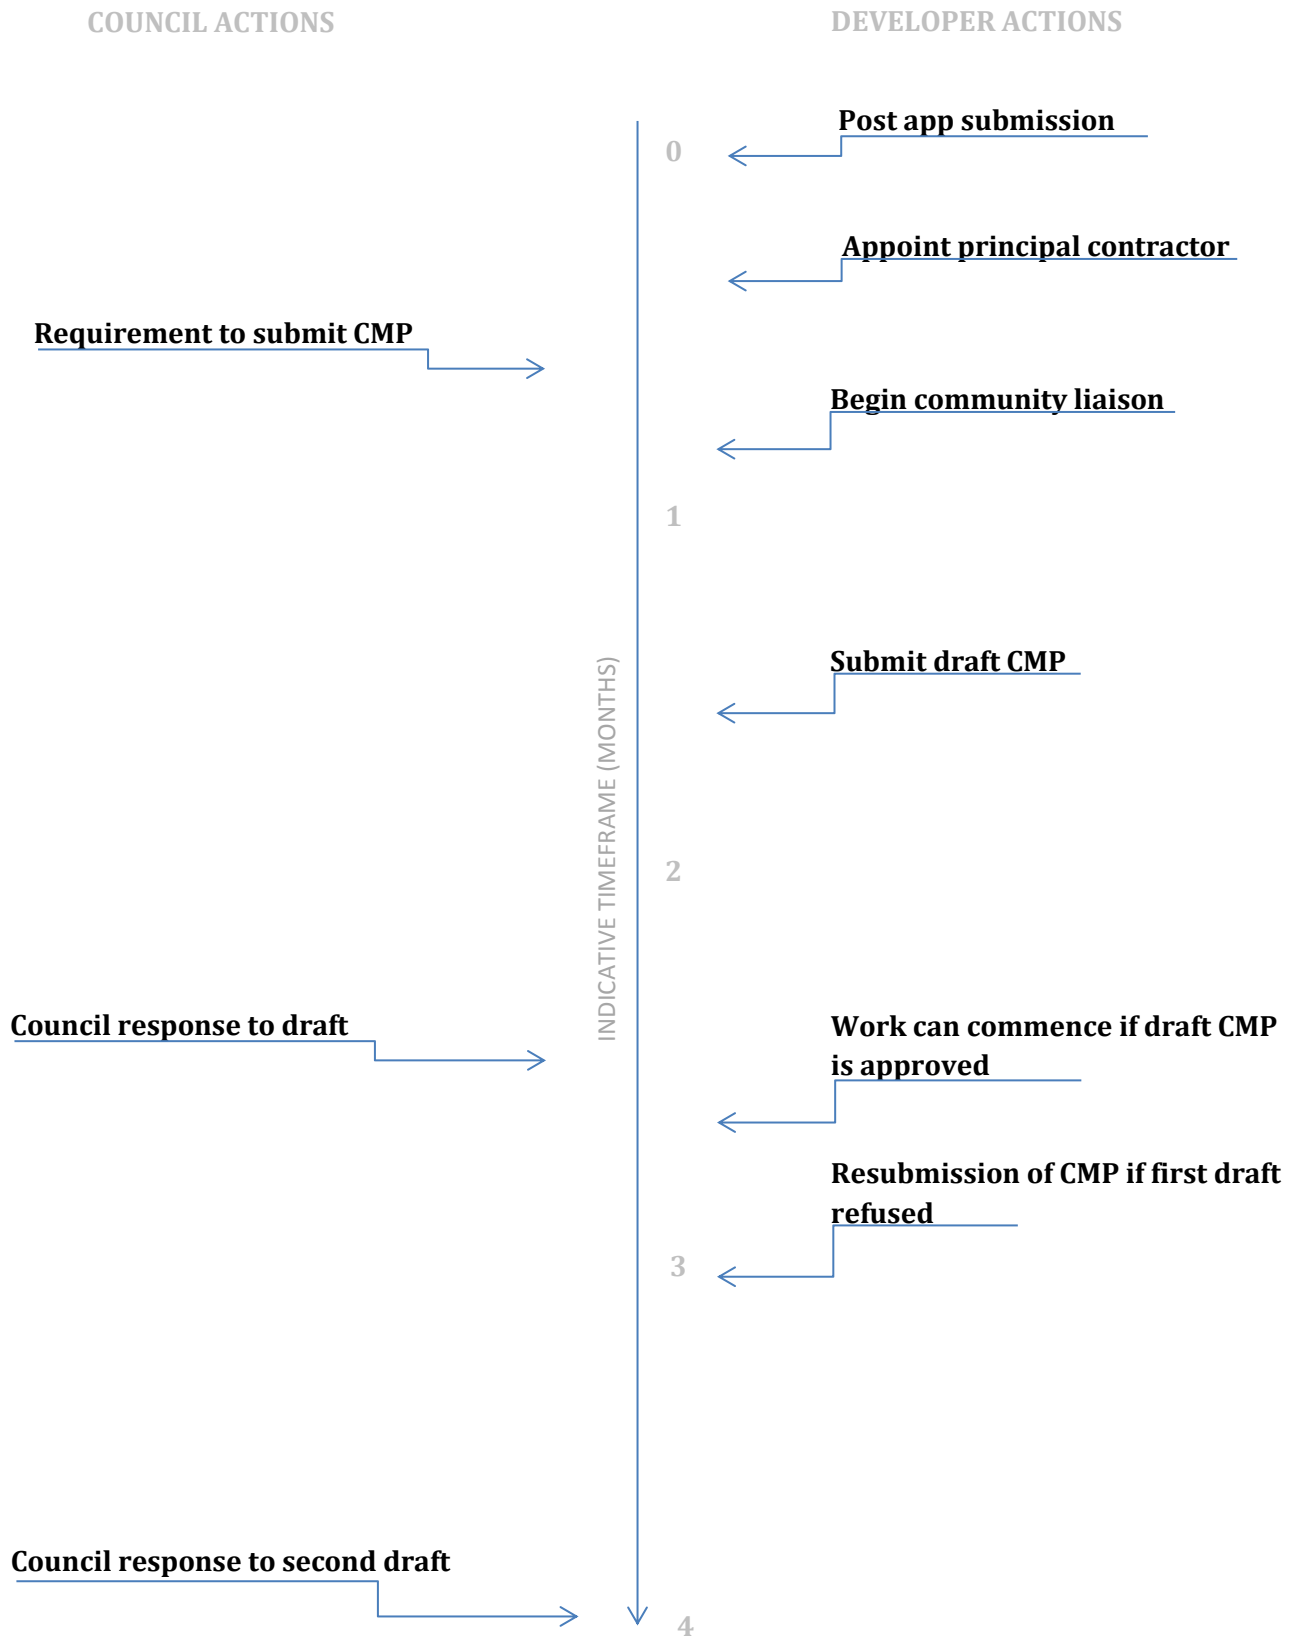 COUNCIL ACTIONS
DEVELOPER ACTIONS
Post app submission
0
Appoint principal contractor
Requirement to submit CMP
Begin community liaison
1
Submit draft CMP
INDICATIVE TIMEFRAME (MONTHS)
2
Council response to draft
Work can commence if draft CMP
is approved
Resubmission of CMP if first draft
refused
3
Council response to second draft
4